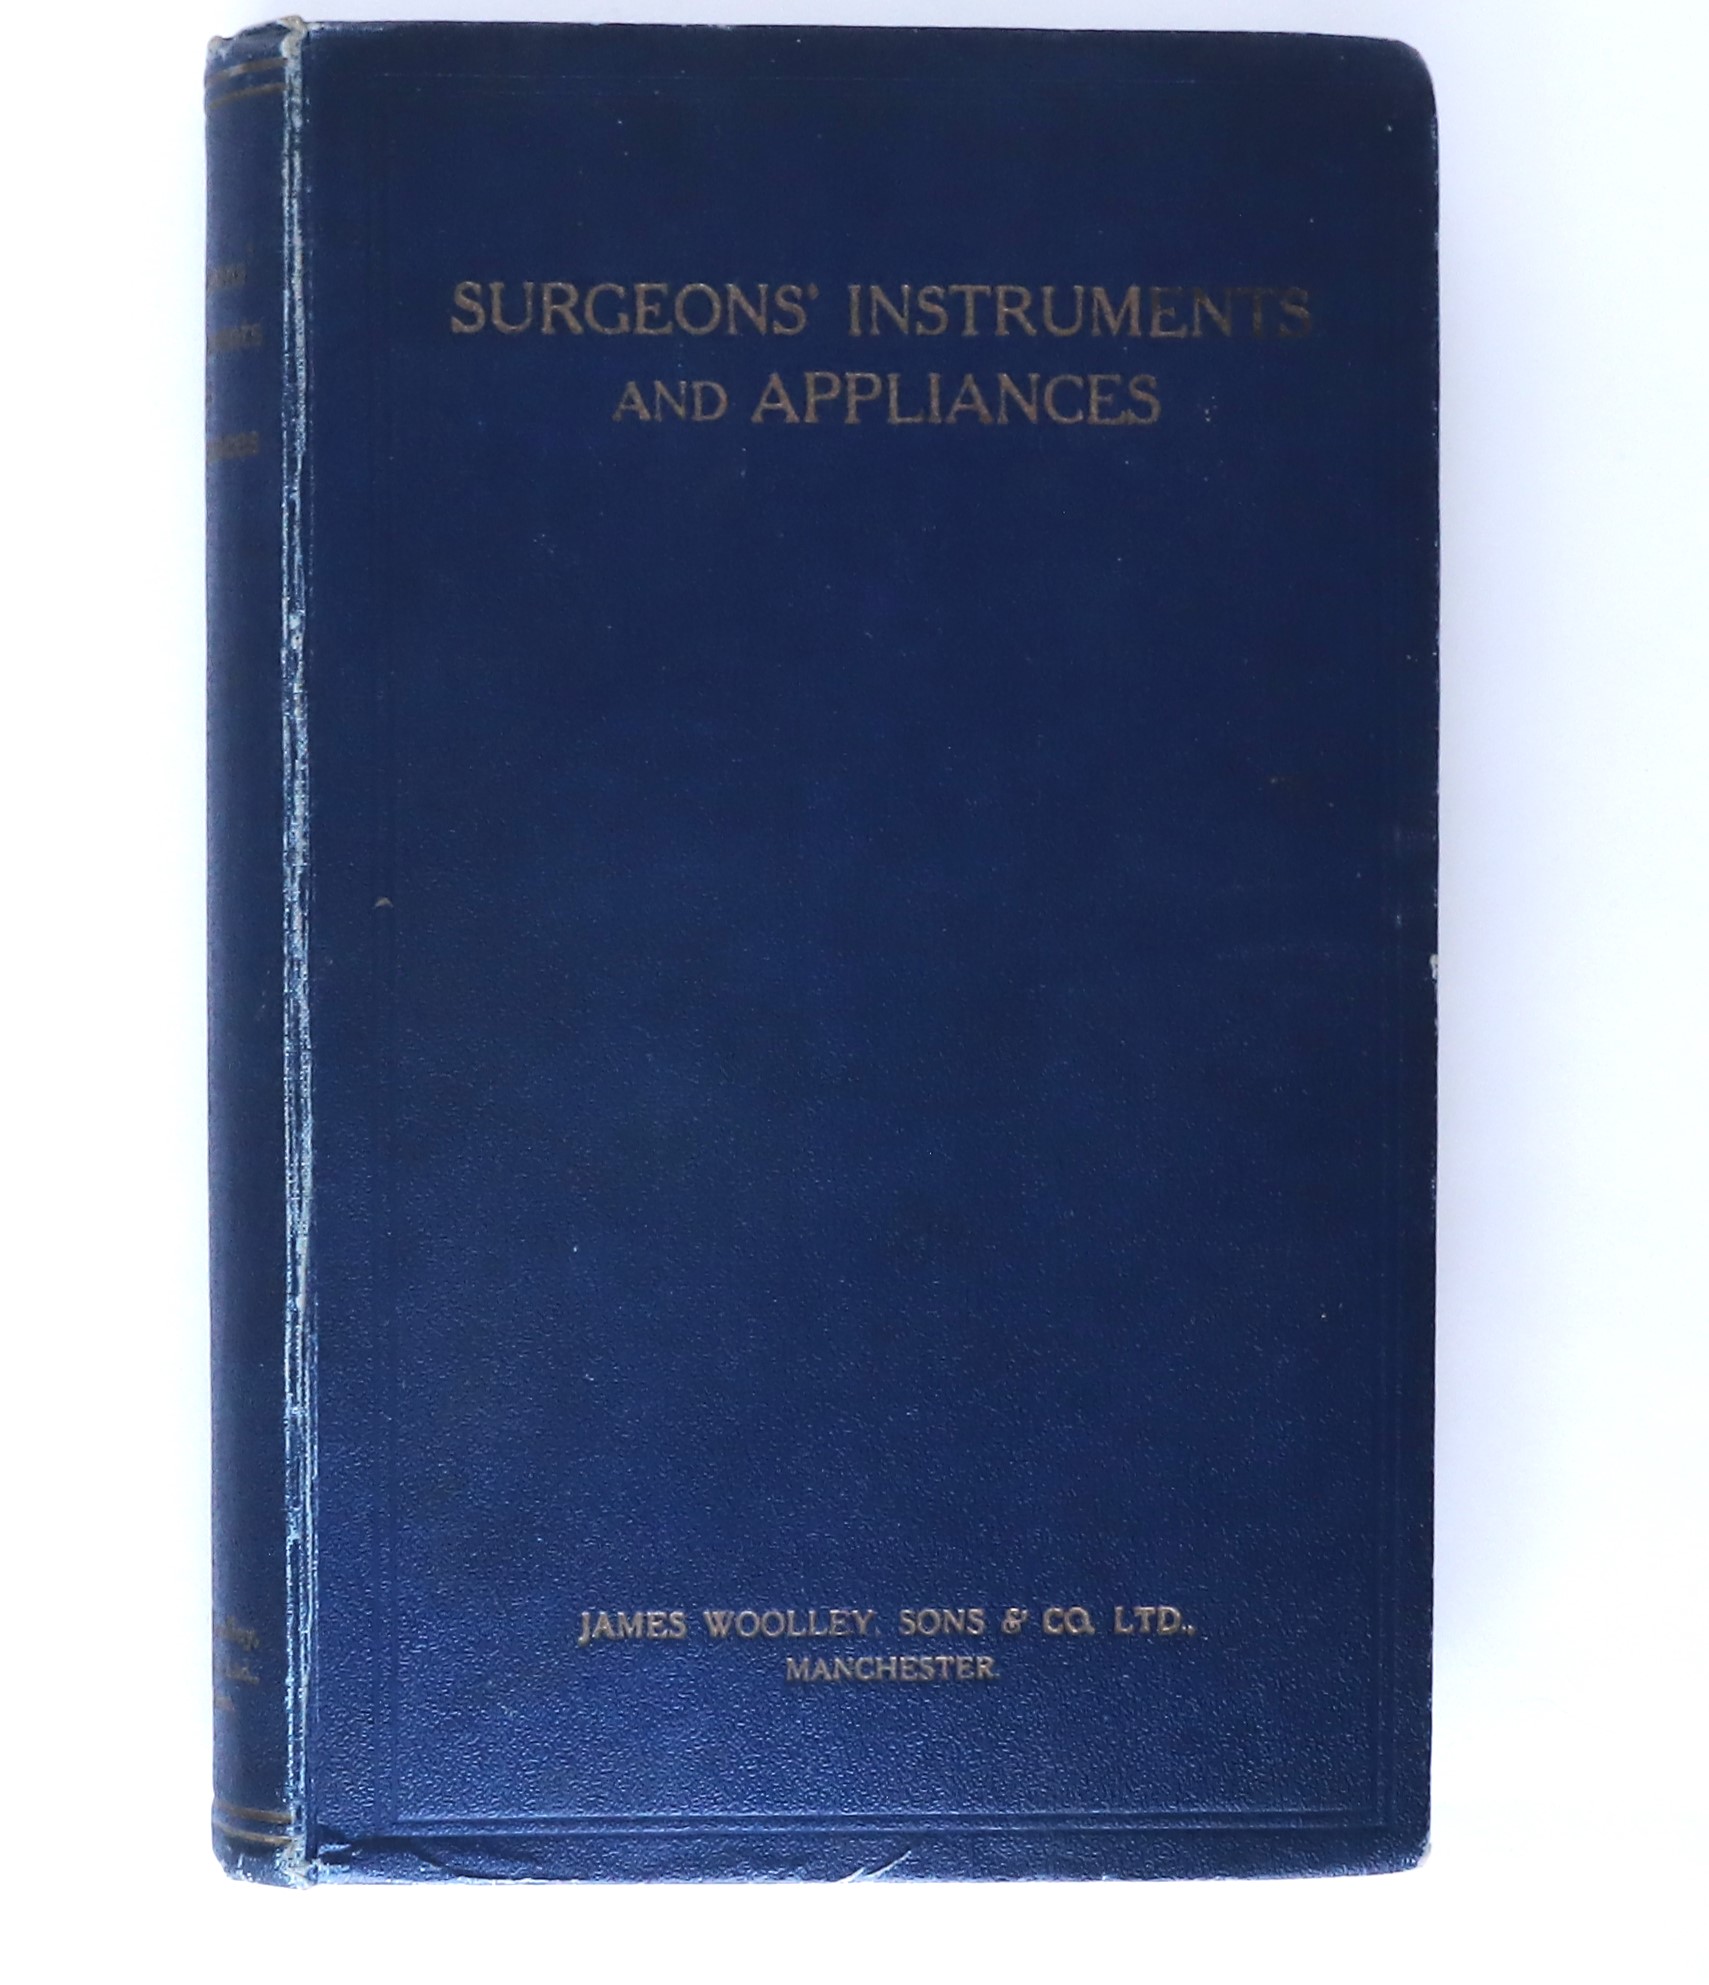 SURGEONS' INSTRUMENTS
AND APPLIANCES
JAMES WOOLLEY, SONS & CO. LTD.,
MANCHESTER.